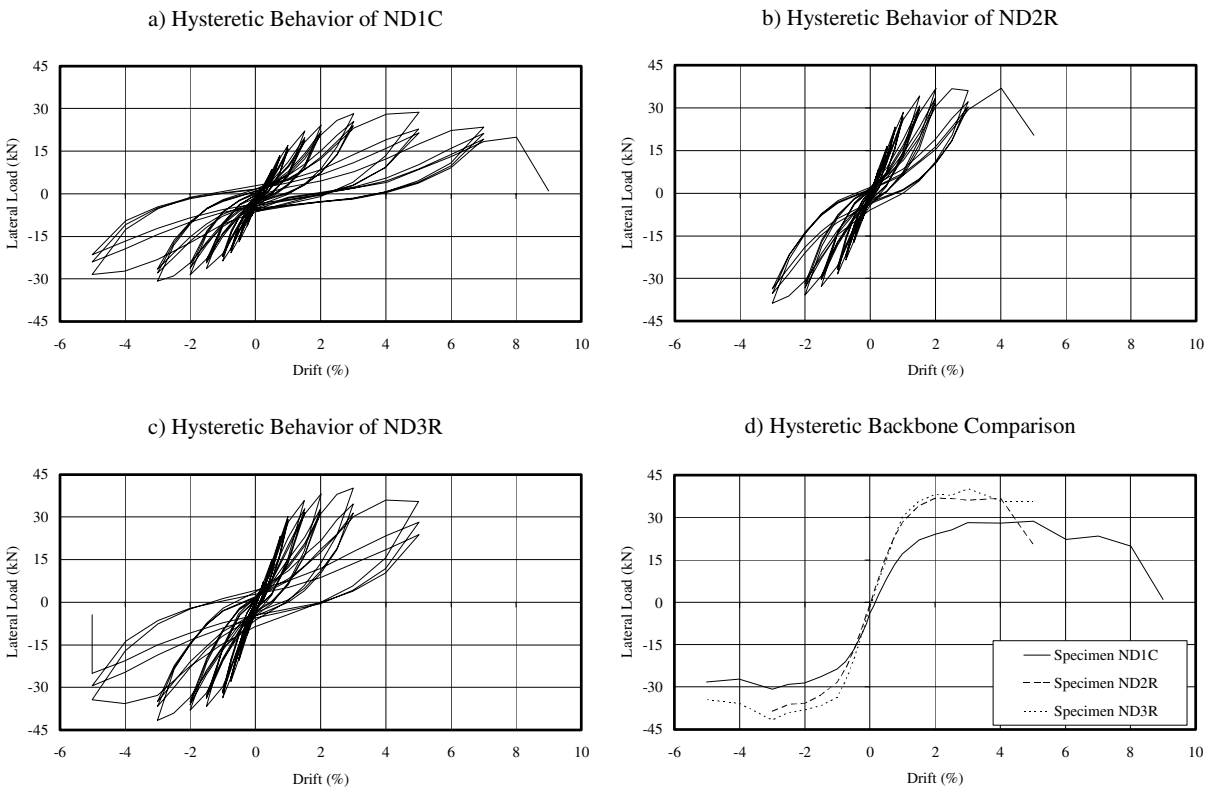 a) Hysteretic Behavior of ND1C
45
30
15
0
-15
-30
-45
Lateral Load (kN)
-6 -4 -2 0 2 4 6 8 10
Drift (%)
b) Hysteretic Behavior of ND2R
45
30
15
0
-15
-30
-45
Lateral Load (kN)
-6 -4 -2 0 2 4 6 8 10
Drift (%)
c) Hysteretic Behavior of ND3R
45
30
15
0
-15
-30
-45
Lateral Load (kN)
-6 -4 -2 0 2 4 6 8 10
Drift (%)
d) Hysteretic Backbone Comparison
45
30
15
0
-15
-30
-45
Lateral Load (kN)
Specimen ND1C
Specimen ND2R
Specimen ND3R
-6 -4 -2 0 2 4 6 8 10
Drift (%)